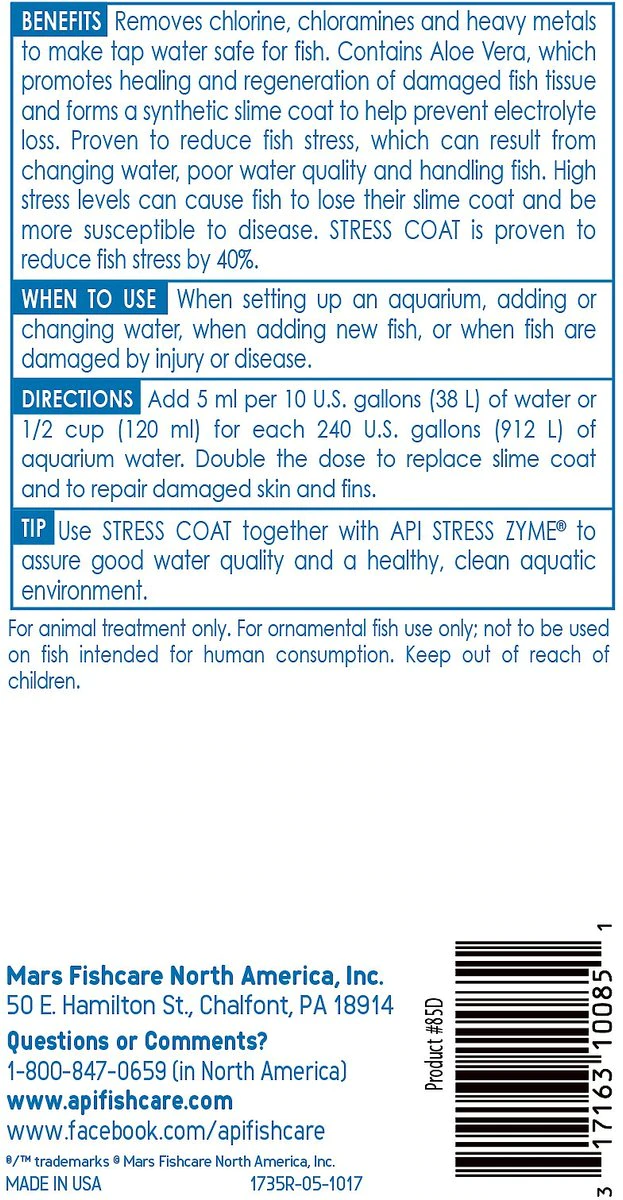 BENEFITS Removes chlorine, chloramines and heavy metals
to make tap water safe for fish. Contains Aloe Vera, which
promotes healing and regeneration of damaged fish tissue
and forms a synthetic slime coat to help prevent electrolyte
loss. Proven to reduce fish stress, which can result from
changing water, poor water quality and handling fish. High
stress levels can cause fish to lose their slime coat and be
more susceptible to disease. STRESS COAT is proven to
reduce fish stress by 40%.
WHEN TO USE When setting up an aquarium, adding or
changing water, when adding new fish, or when fish are
damaged by injury or disease.
DIRECTIONS Add 5 ml per 10 U.S. gallons (38 L) of water or
1/2 cup (120 ml) for each 240 U.S. gallons (912 L) of
aquarium water. Double the dose to replace slime coat
and to repair damaged skin and fins.
TIP Use STRESS COAT together with API STRESS ZYME® to
assure good water quality and a healthy, clean aquatic
environment.
For animal treatment only. For ornamental fish use only; not to be used
on fish intended for human consumption. Keep out of reach of
children.
Mars Fishcare North America, Inc.
50 E. Hamilton St., Chalfont, PA 18914
Questions or Comments?
1-800-847-0659 (in North America)
www.apifishcare.com
www.facebook.com/apifishcare
®/™ trademarks © Mars Fishcare North America, Inc.
MADE IN USA 1735R-05-1017
Product #85D
3 17163 10085 1